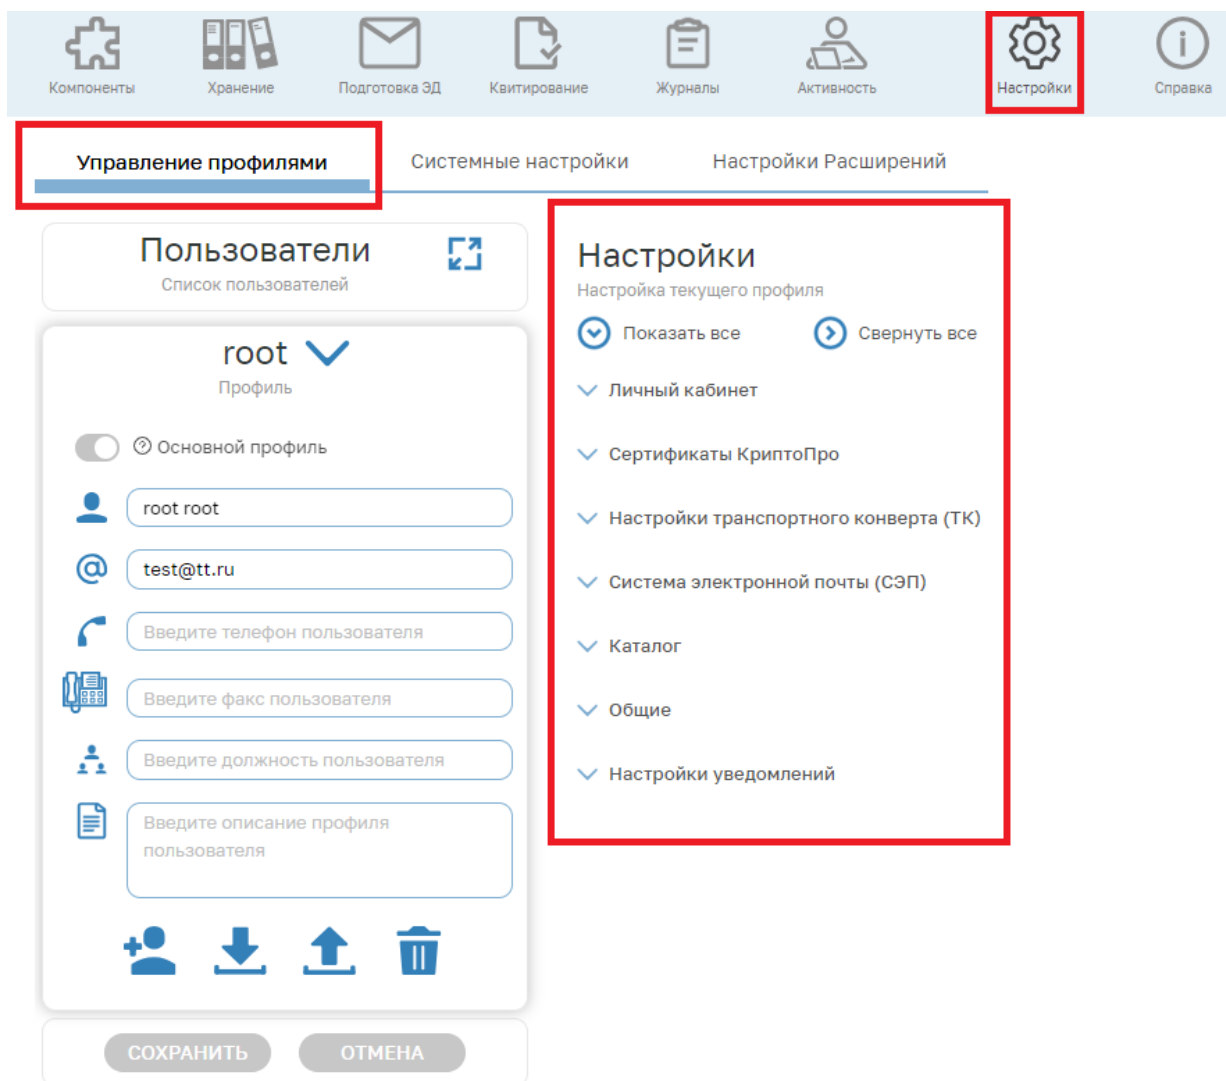 Компоненты
Хранение
Подготовка ЭД
Квитирование
Журналы
Активность
Настройки
Справка
Управление профилями
Системные настройки
Настройки Расширений
Пользователи
Список пользователей
root
Профиль
Основной профиль
root root
test@tt.ru
Введите телефон пользователя
Введите факс пользователя
Введите должность пользователя
Введите описание профиля
пользователя
СОХРАНИТЬ
ОТМЕНА
Настройки
Настройка текущего профиля
Показать все
Свернуть все
Личный кабинет
Сертификаты КриптоПро
Настройки транспортного конверта (ТК)
Система электронной почты (СЭП)
Каталог
Общие
Настройки уведомлений